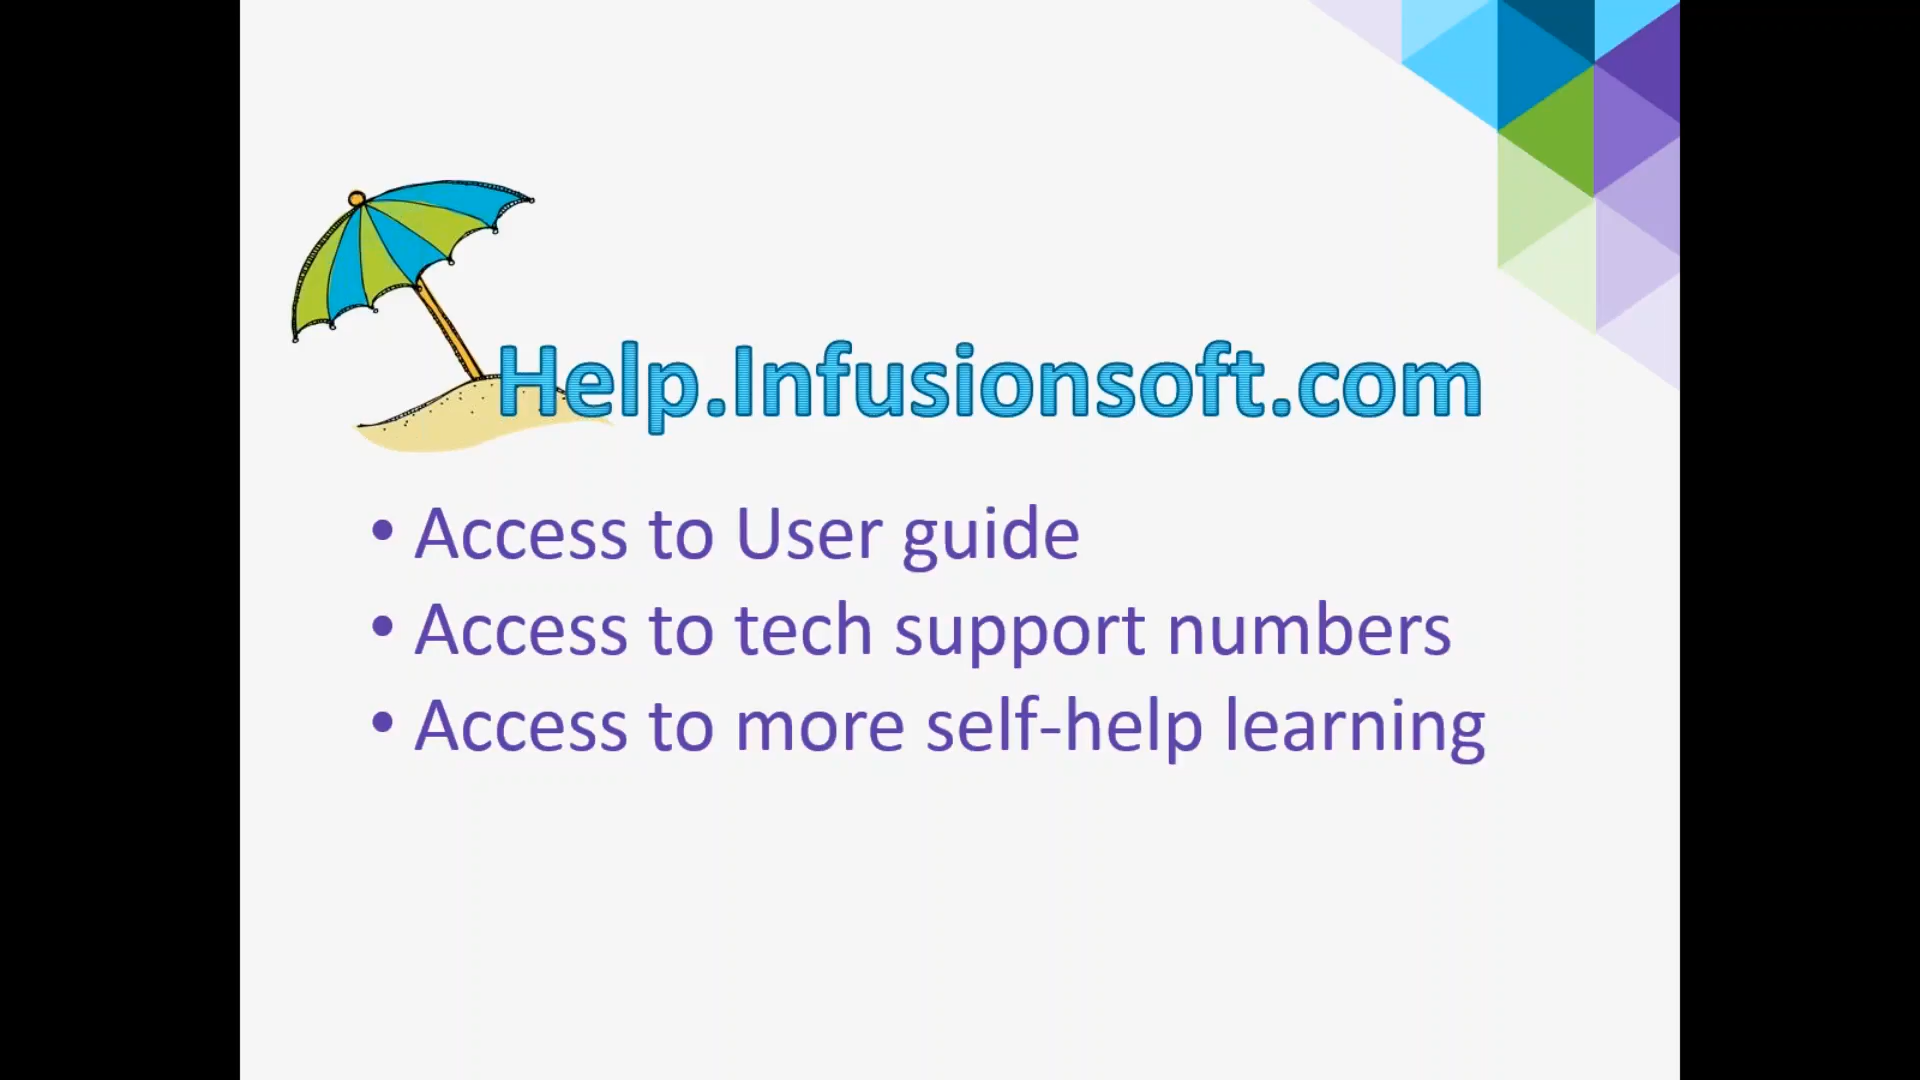 Help.Infusionsoft.com
• Access to User guide
• Access to tech support numbers
• Access to more self-help learning